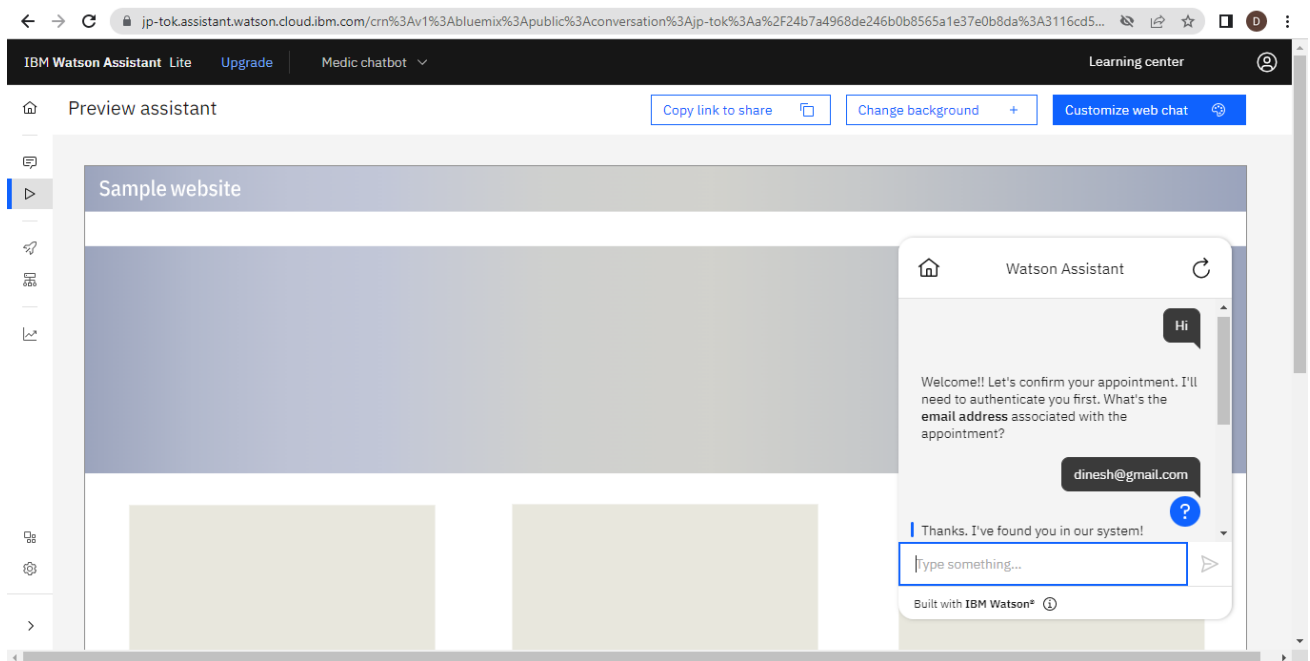 jp-tok.assistant.watson.cloud.ibm.com/crn%3Av1%3Abluemix%3Apublic%3Aconversation%3Ajp-tok%3Aa%2F24b7a4968de246b0b8565a1e37e0b8da%3A3116cd5...
D
IBM Watson Assistant Lite Upgrade Medic chatbot Learning center
Preview assistant Copy link to share Change background + Customize web chat
Sample website
Watson Assistant
Hi
Welcome!! Let's confirm your appointment. I'll
need to authenticate you first. What's the
email address associated with the
appointment?
dinesh@gmail.com
?
Thanks. I've found you in our system!
Type something...
Built with IBM Watson®